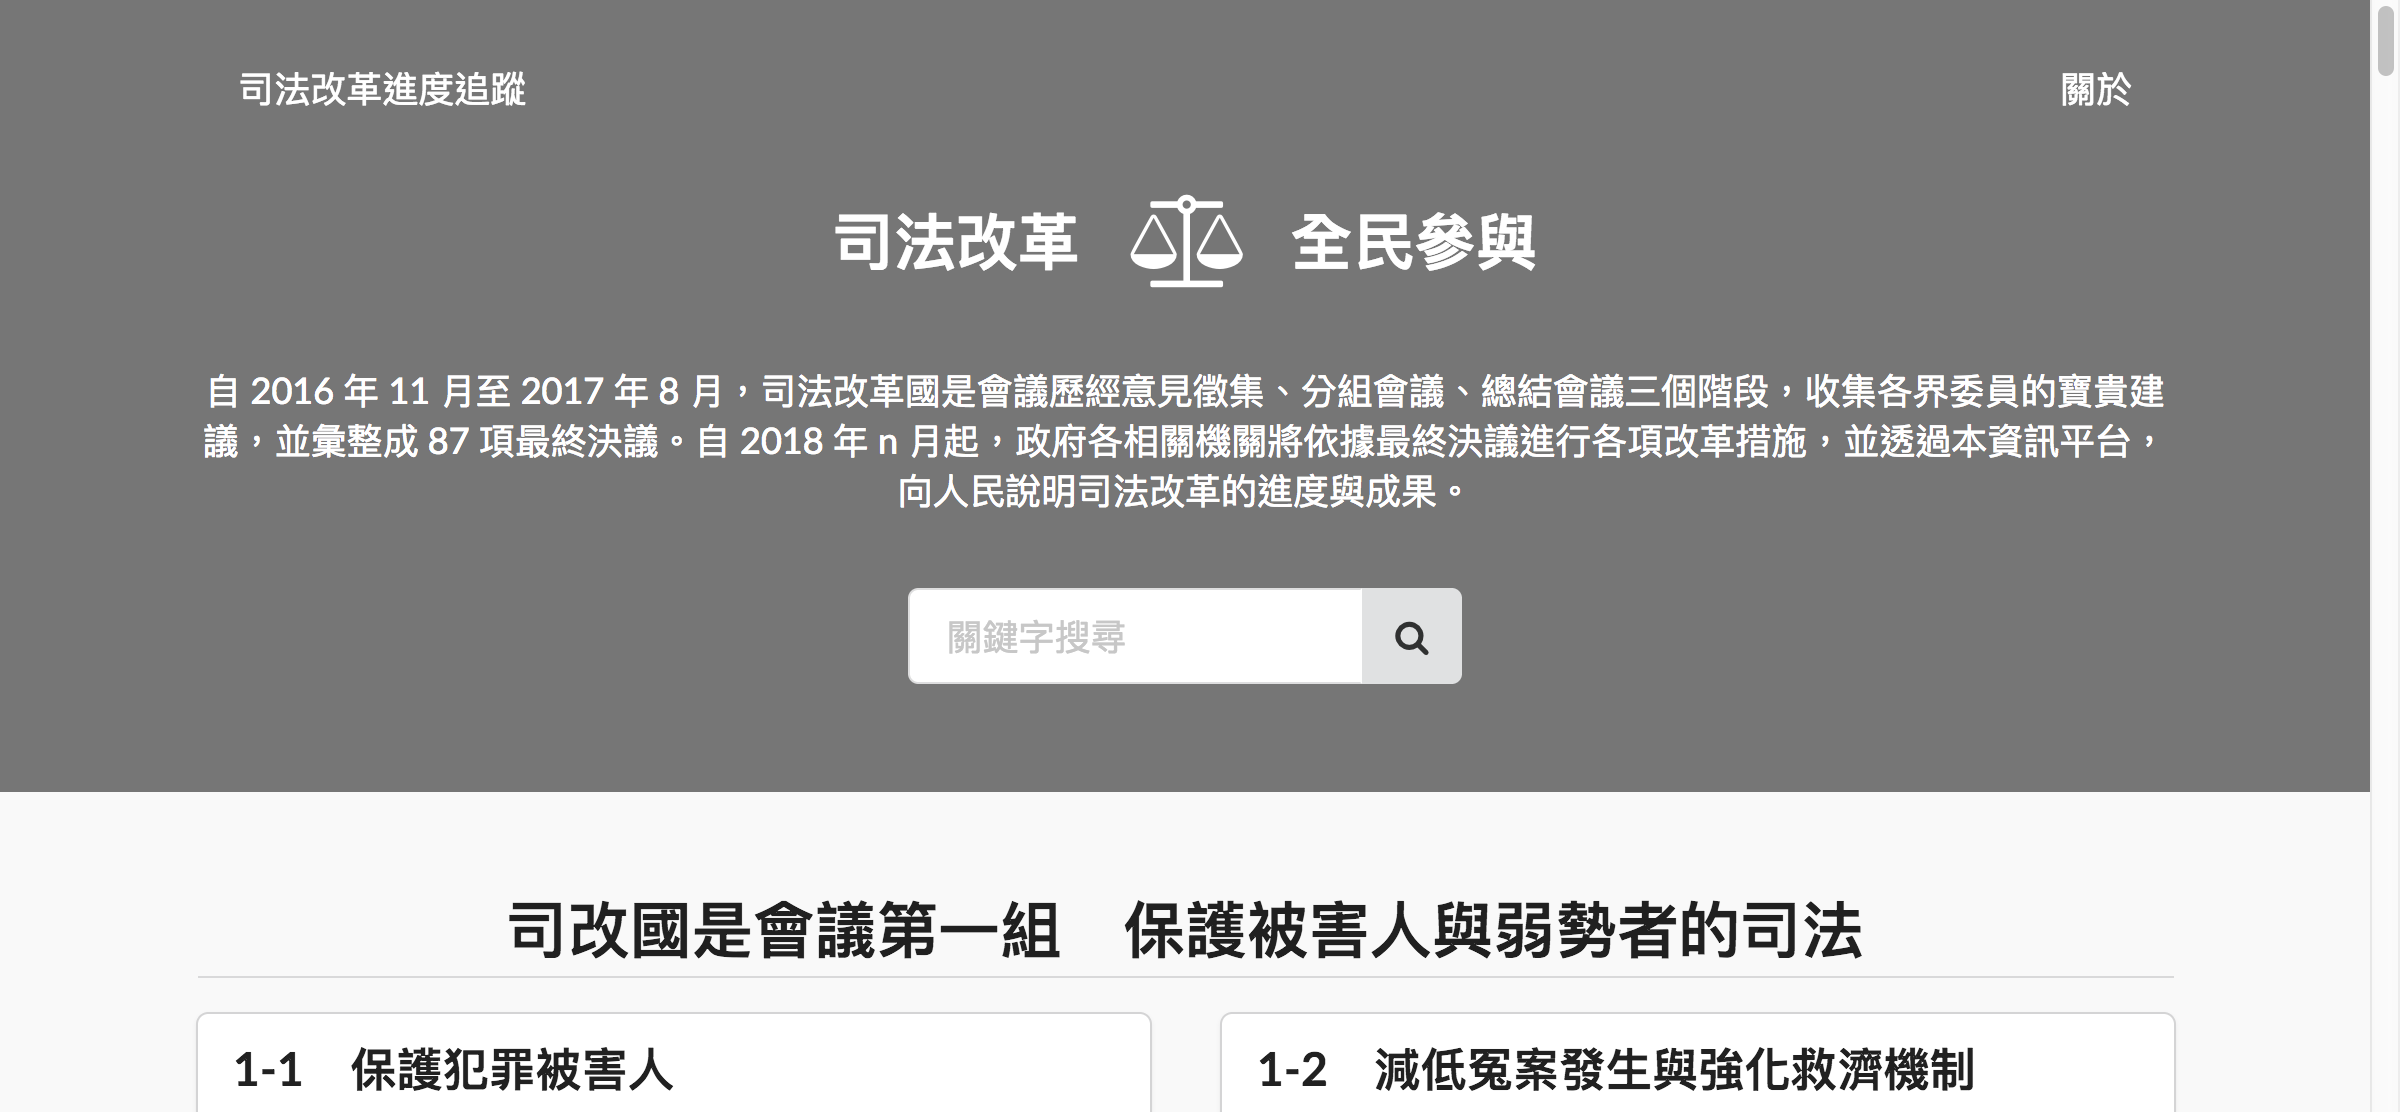 司法改革進度追蹤
關於
司法改革 全民參與
自 2016 年 11 月至 2017 年 8 月，司法改革國是會議歷經意見徵集、分組會議、總結會議三個階段，收集各界委員的寶貴建
議，並彙整成 87 項最終決議。自 2018 年 n 月起，政府各相關機關將依據最終決議進行各項改革措施，並透過本資訊平台，
向人民說明司法改革的進度與成果。
關鍵字搜尋
司改國是會議第一組　保護被害人與弱勢者的司法
1-1　保護犯罪被害人
1-2　減低冤案發生與強化救濟機制